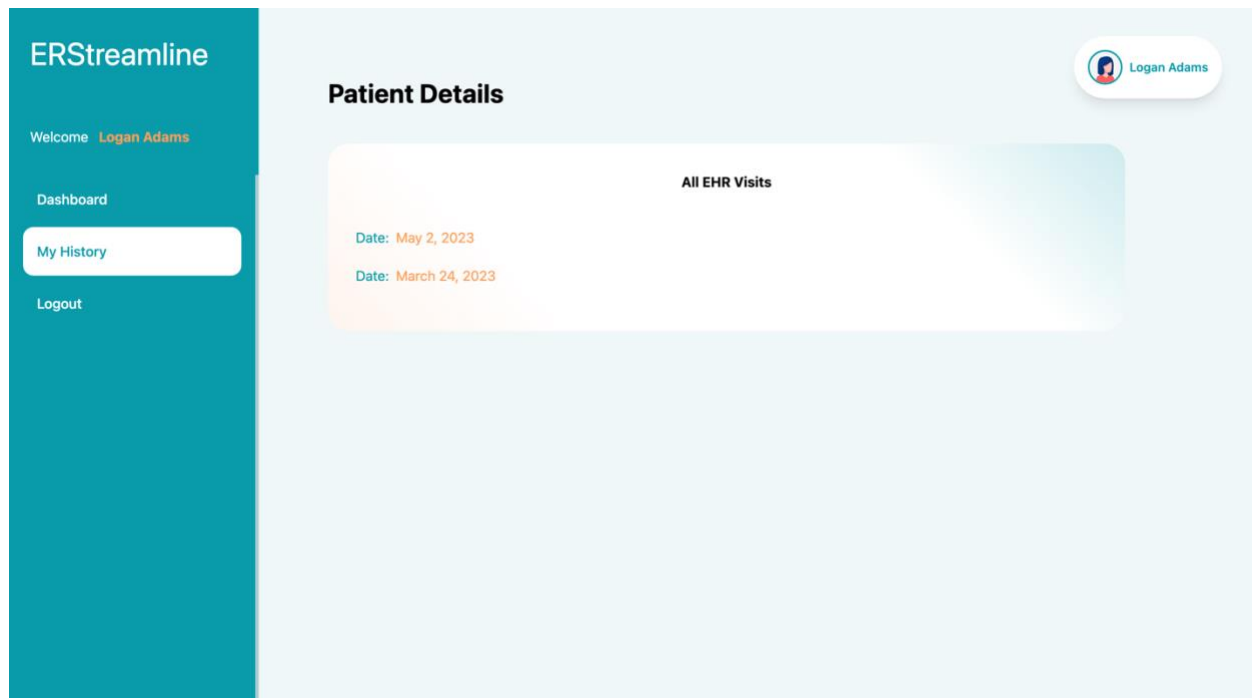 ERStreamline
Welcome Logan Adams
Dashboard
My History
Logout
Logan Adams
Patient Details
All EHR Visits
Date: May 2, 2023
Date: March 24, 2023